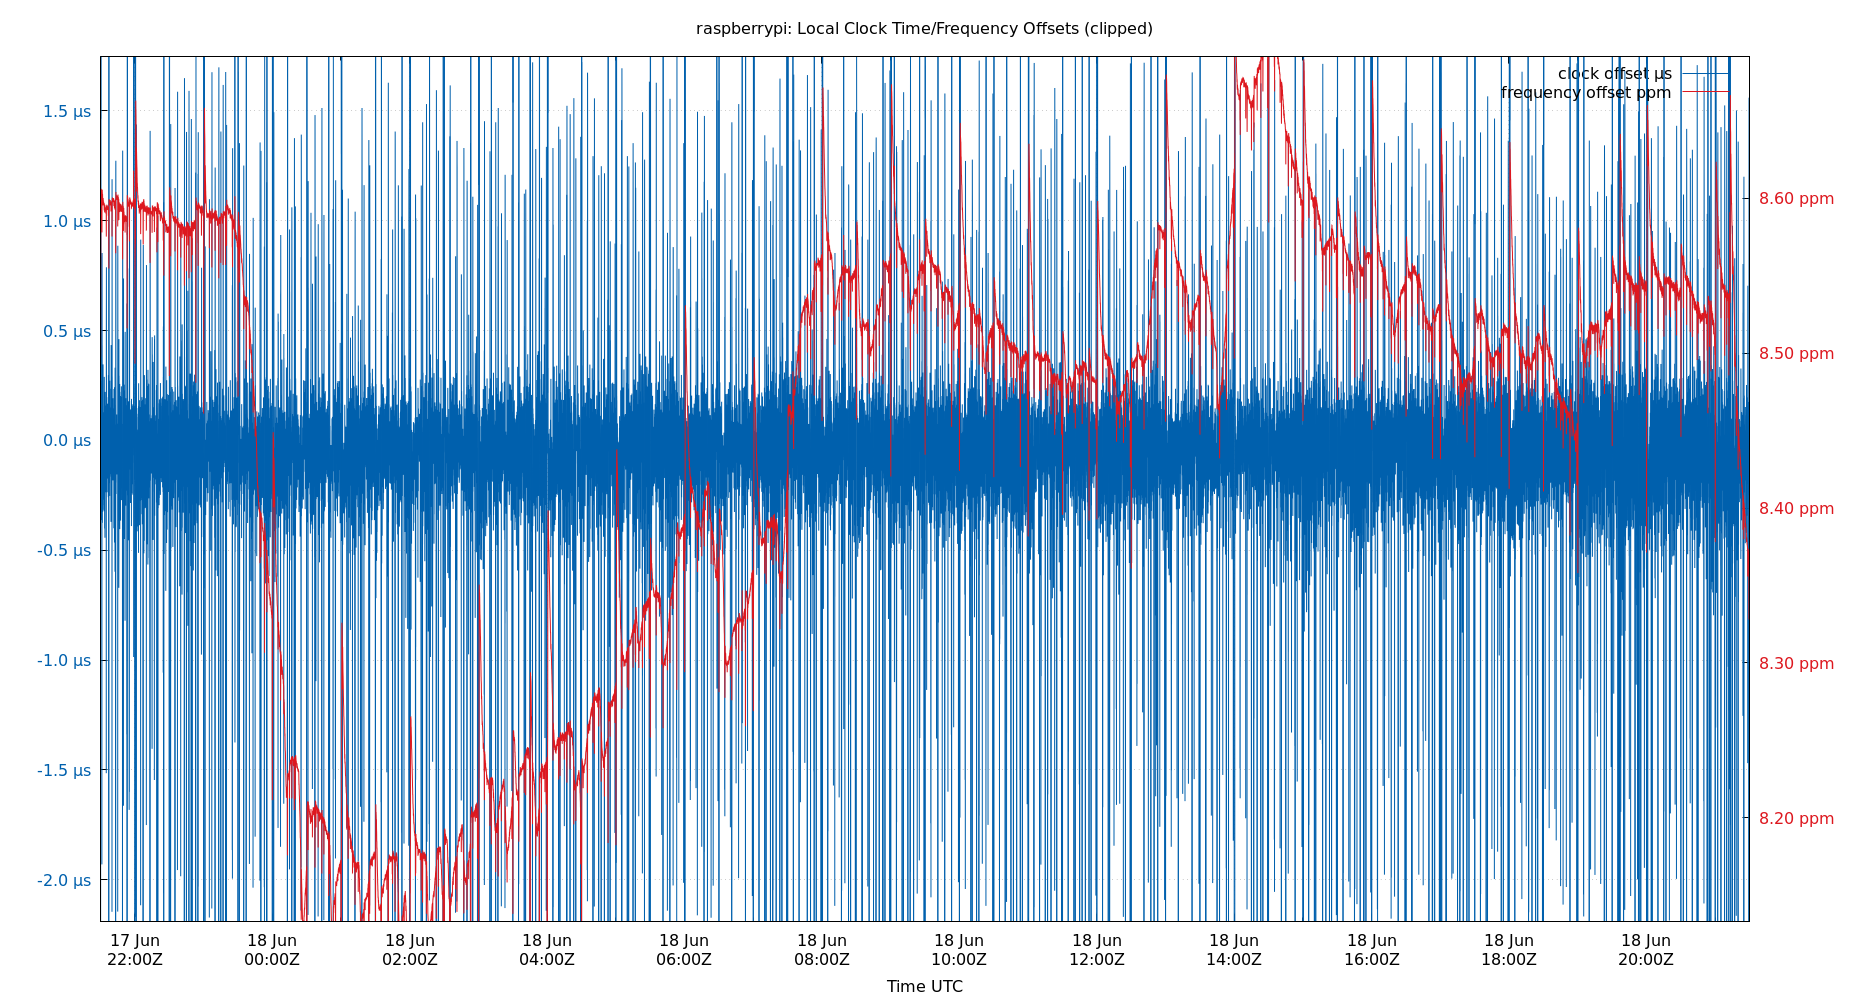 raspberrypi: Local Clock Time/Frequency Offsets (clipped)
clock offset µs
frequency offset ppm
1.5 µs
1.0 µs
0.5 µs
0.0 µs
-0.5 µs
-1.0 µs
-1.5 µs
-2.0 µs
8.60 ppm
8.50 ppm
8.40 ppm
8.30 ppm
8.20 ppm
17 Jun 18 Jun 18 Jun 18 Jun 18 Jun 18 Jun 18 Jun 18 Jun 18 Jun 18 Jun 18 Jun 18 Jun
22:00Z 00:00Z 02:00Z 04:00Z 06:00Z 08:00Z 10:00Z 12:00Z 14:00Z 16:00Z 18:00Z 20:00Z
Time UTC